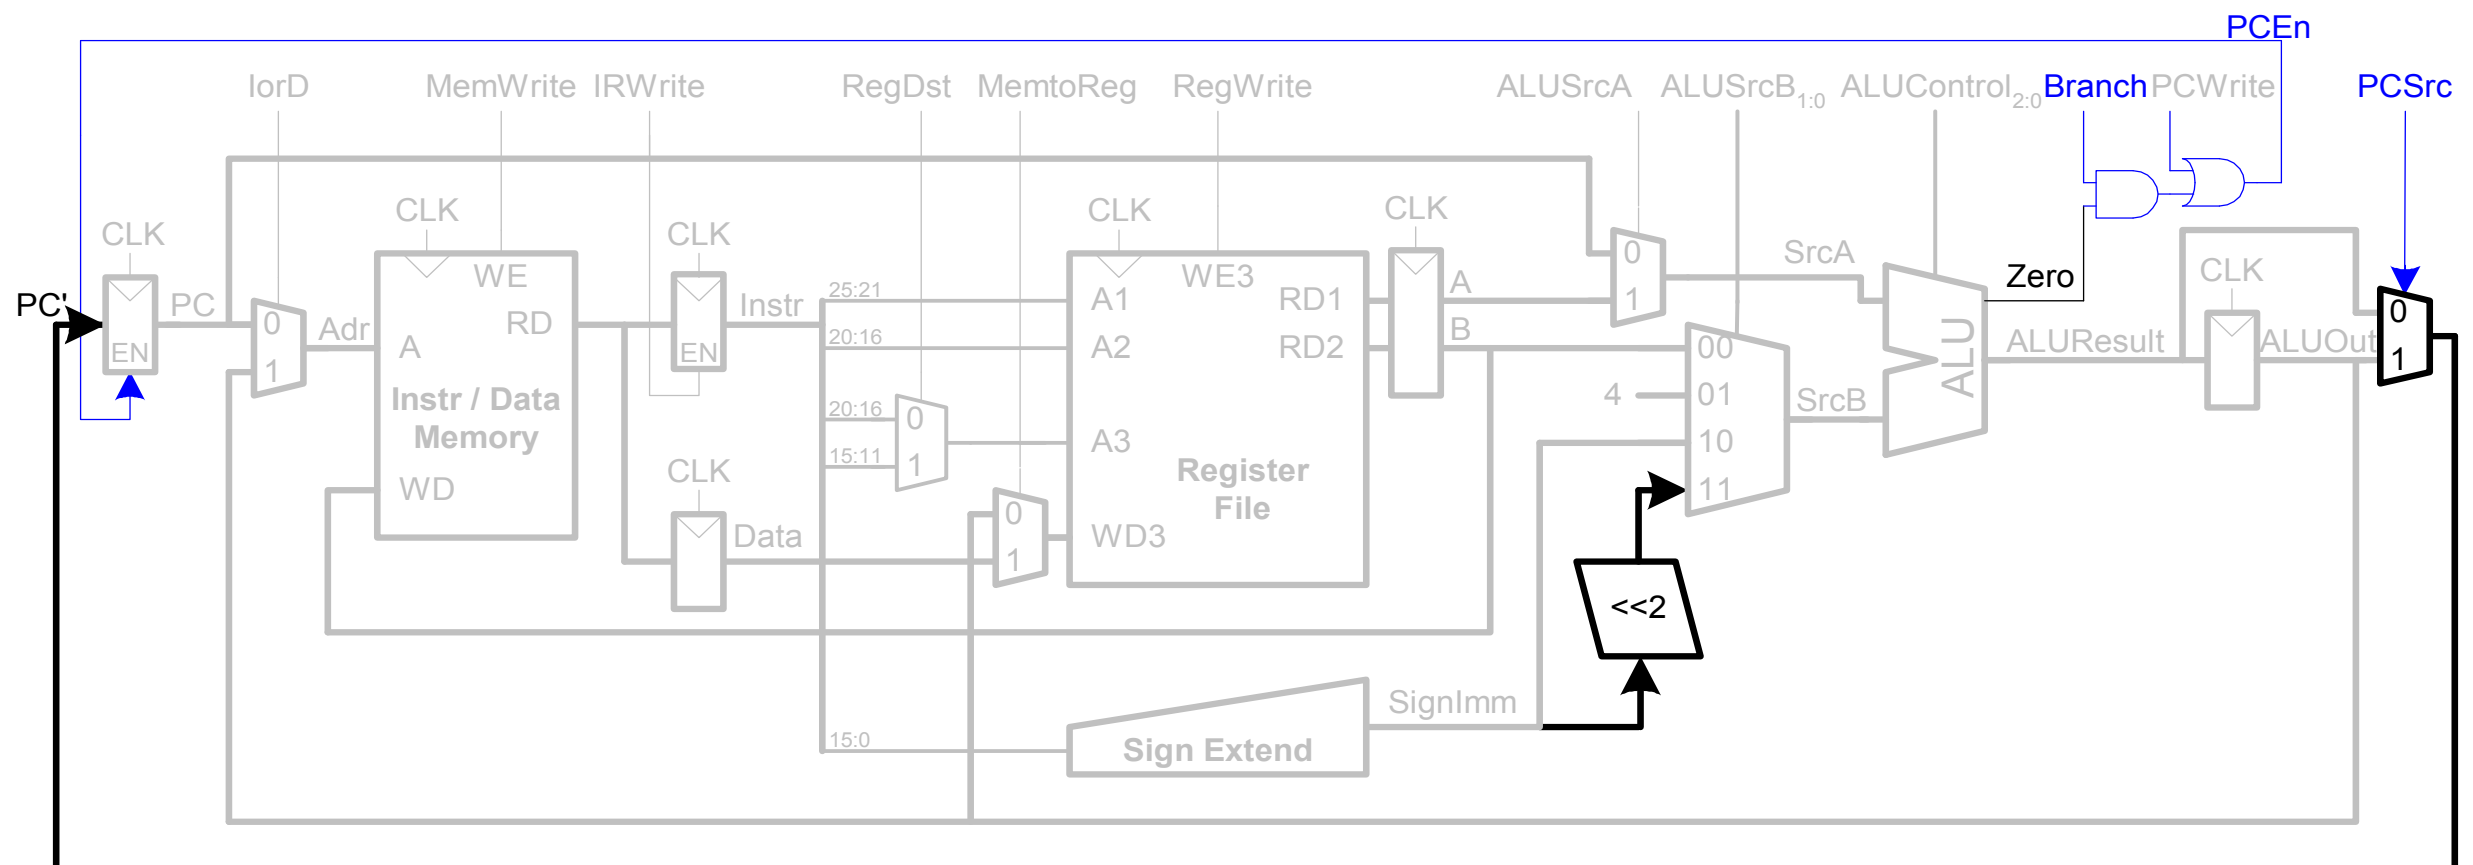 PCEn
IorD MemWrite IRWrite RegDst MemtoReg RegWrite ALUSrcA ALUSrcB1:0 ALUControl2:0 Branch PCWrite PCSrc
CLK CLK CLK CLK CLK CLK
PC' PC EN
0 1 Adr
WE A RD WD
Instr / Data
Memory
EN Instr
CLK Data
25:21
20:16
20:16
15:11
15:0
0 1
0 1
WE3 A1 RD1
A2 RD2
A3
WD3
Register
File
A
B
0 1
SrcA
4
00
01
10
11
SrcB
ALU
Zero
ALUResult
CLK
ALUOut
0
1
<<2
SignImm
Sign Extend